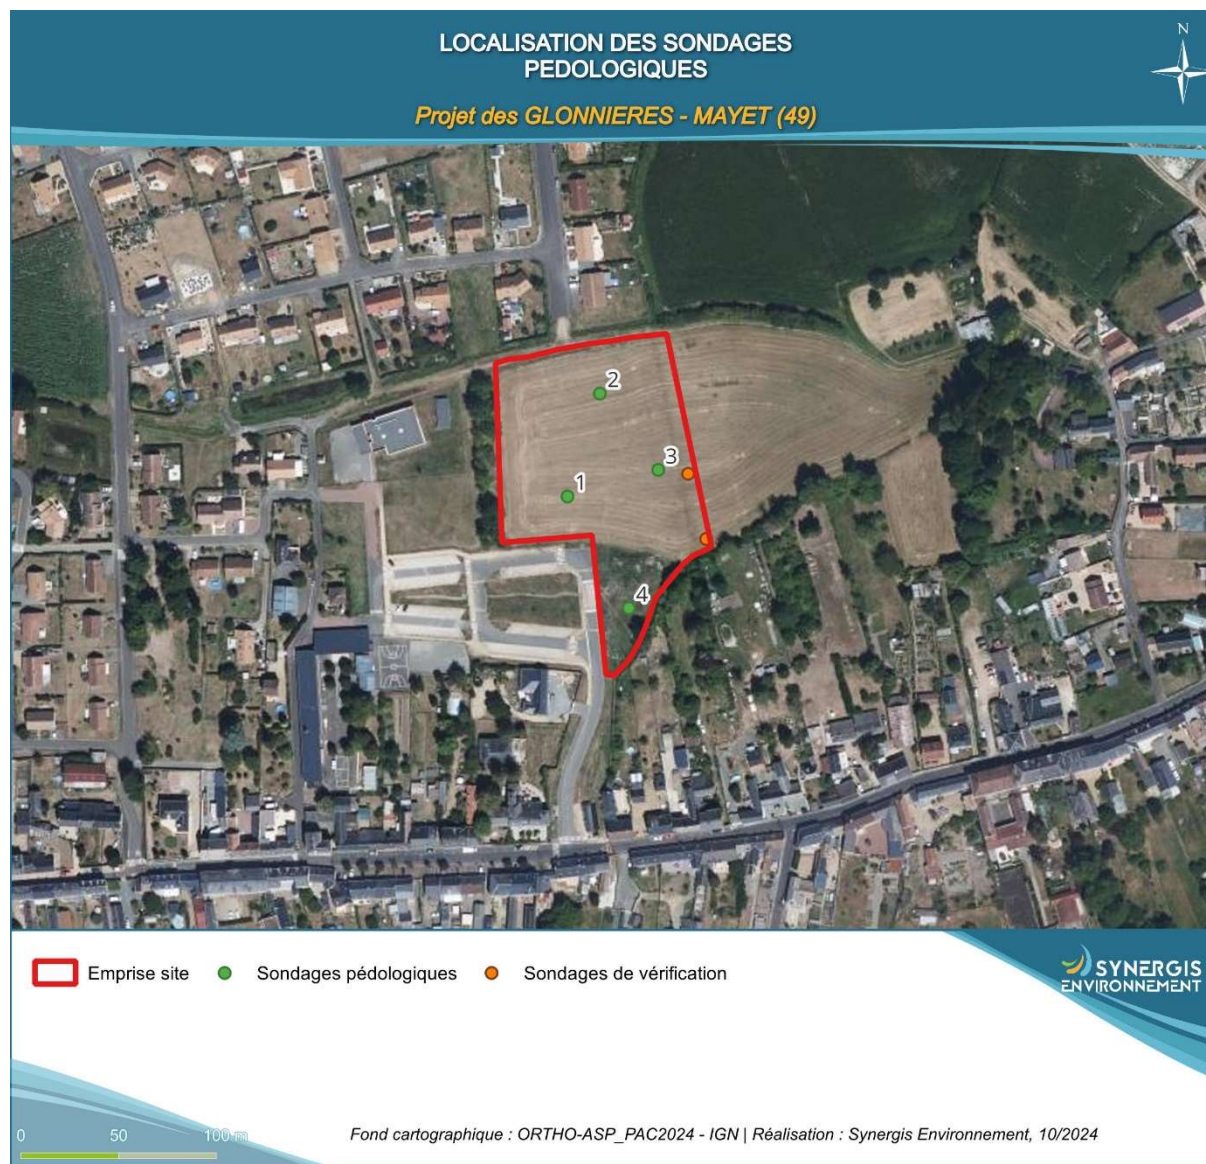 LOCALISATION DES SONDAGES
PEDOLOGIQUES
N
Projet des GLONNIERES - MAYET (49)
2
3
1
4
Emprise site
Sondages pédologiques
Sondages de vérification
SYNERGIS
ENVIRONNEMENT
0 50 100 m
Fond cartographique : ORTHO-ASP_PAC2024 - IGN | Réalisation : Synergis Environnement, 10/2024